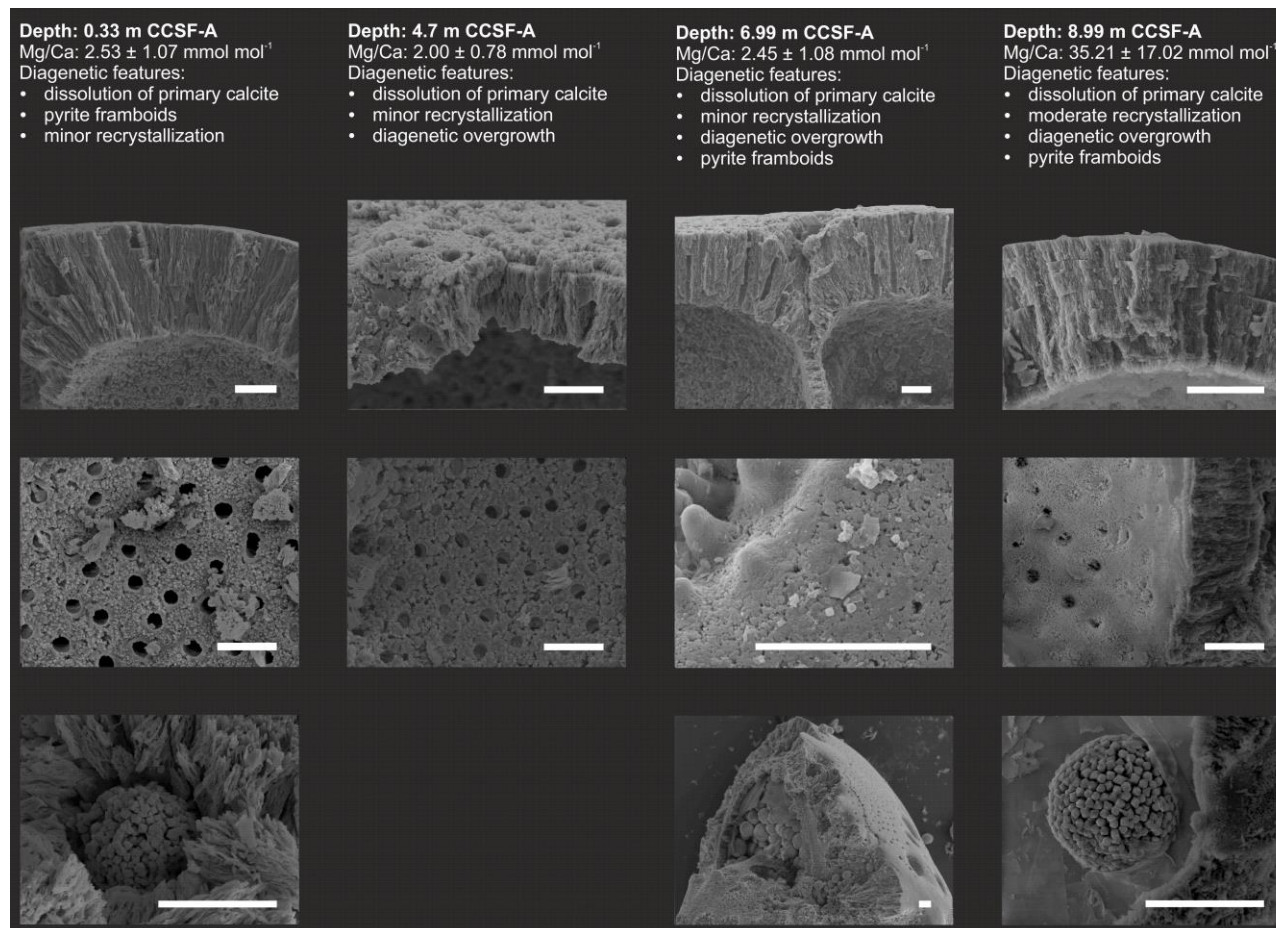 Depth: 0.33 m CCSF-A
Mg/Ca: 2.53 ± 1.07 mmol mol⁻¹
Diagenetic features:
• dissolution of primary calcite
• pyrite framboids
• minor recrystallization
Depth: 4.7 m CCSF-A
Mg/Ca: 2.00 ± 0.78 mmol mol⁻¹
Diagenetic features:
• dissolution of primary calcite
• minor recrystallization
• diagenetic overgrowth
Depth: 6.99 m CCSF-A
Mg/Ca: 2.45 ± 1.08 mmol mol⁻¹
Diagenetic features:
• dissolution of primary calcite
• minor recrystallization
• diagenetic overgrowth
• pyrite framboids
Depth: 8.99 m CCSF-A
Mg/Ca: 35.21 ± 17.02 mmol mol⁻¹
Diagenetic features:
• dissolution of primary calcite
• moderate recrystallization
• diagenetic overgrowth
• pyrite framboids